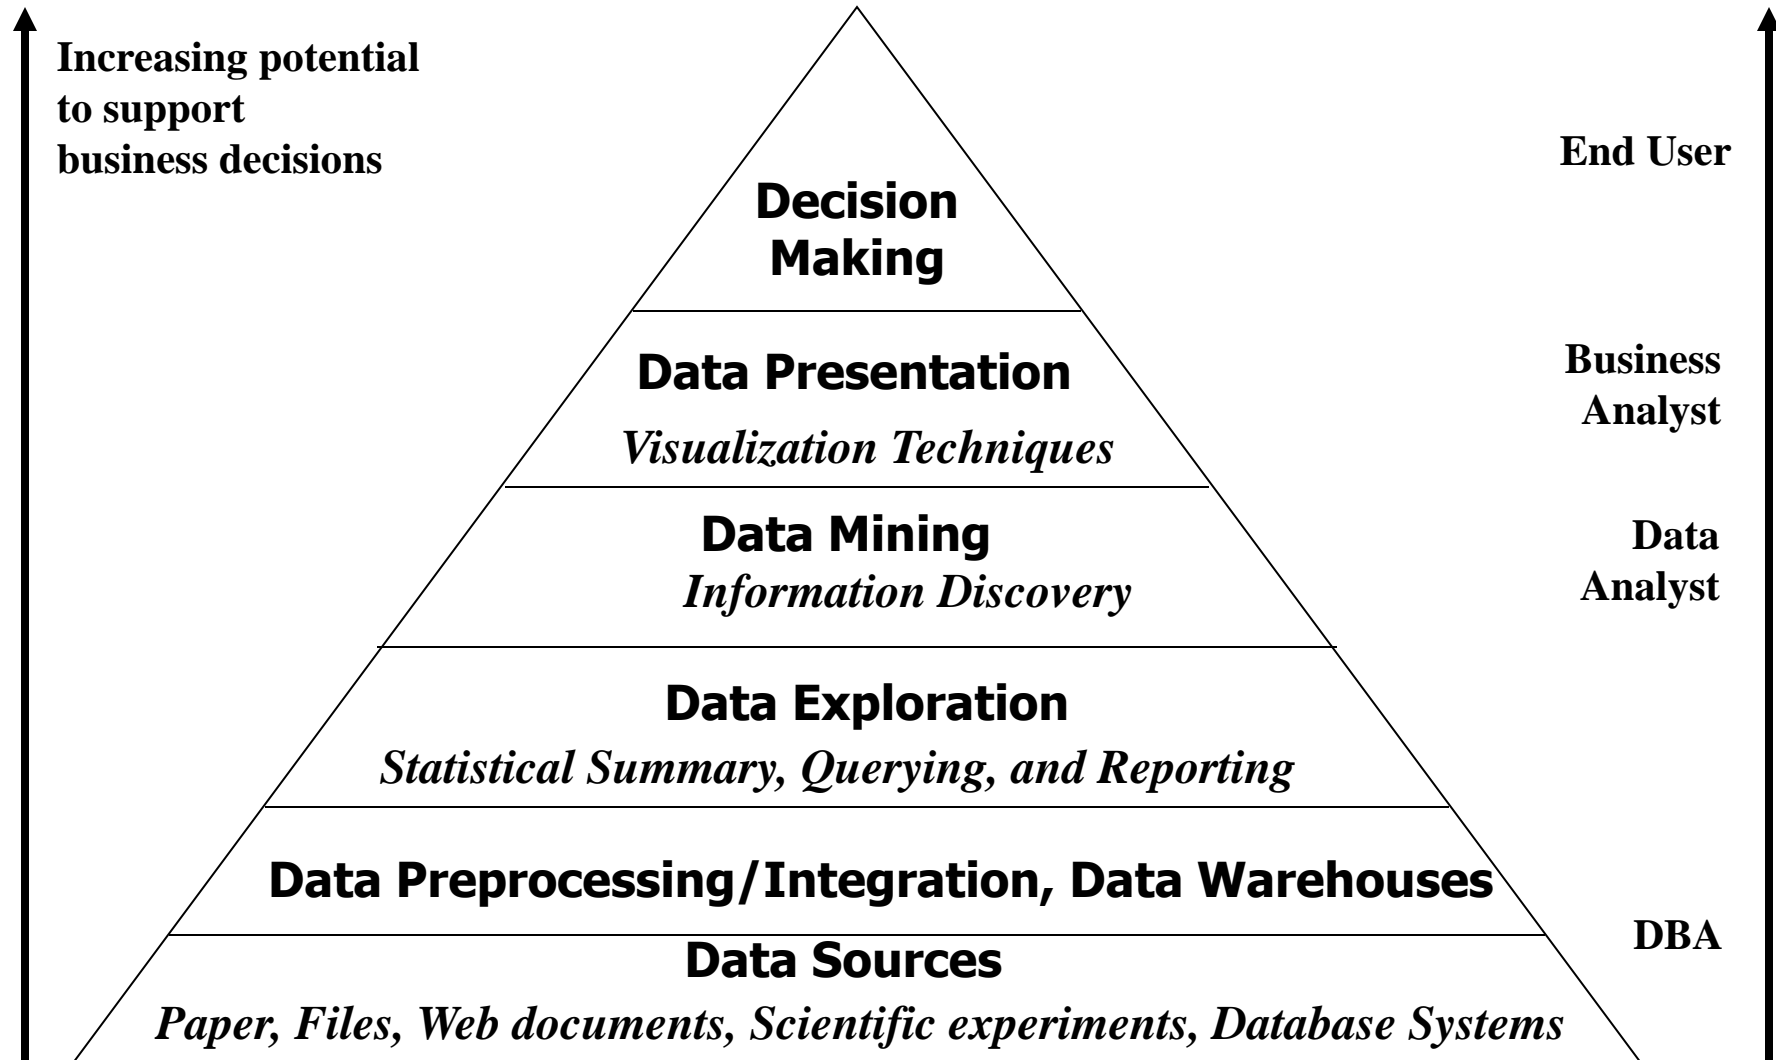 Increasing potential
to support
business decisions
End User
Decision
Making
Business
Analyst
Data Presentation
Visualization Techniques
Data
Analyst
Data Mining
Information Discovery
Data Exploration
Statistical Summary, Querying, and Reporting
Data Preprocessing/Integration, Data Warehouses
DBA
Data Sources
Paper, Files, Web documents, Scientific experiments, Database Systems